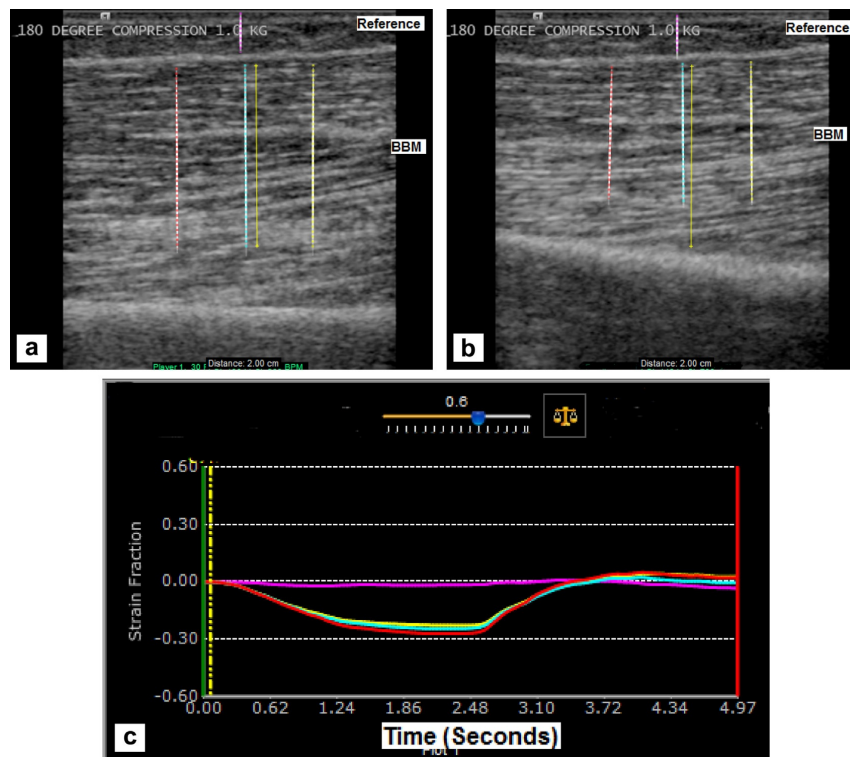 180 DEGREE COMPRESSION 1.0 KG
Reference
BBM
a
Distance: 2.00 cm
180 DEGREE COMPRESSION 1.0 KG
Reference
BBM
b
Distance: 2.00 cm
0.6
0.60
0.30
0.00
-0.30
-0.60
Strain Fraction
0.00 0.62 1.24 1.86 2.48 3.10 3.72 4.34 4.97
Time (Seconds)
c